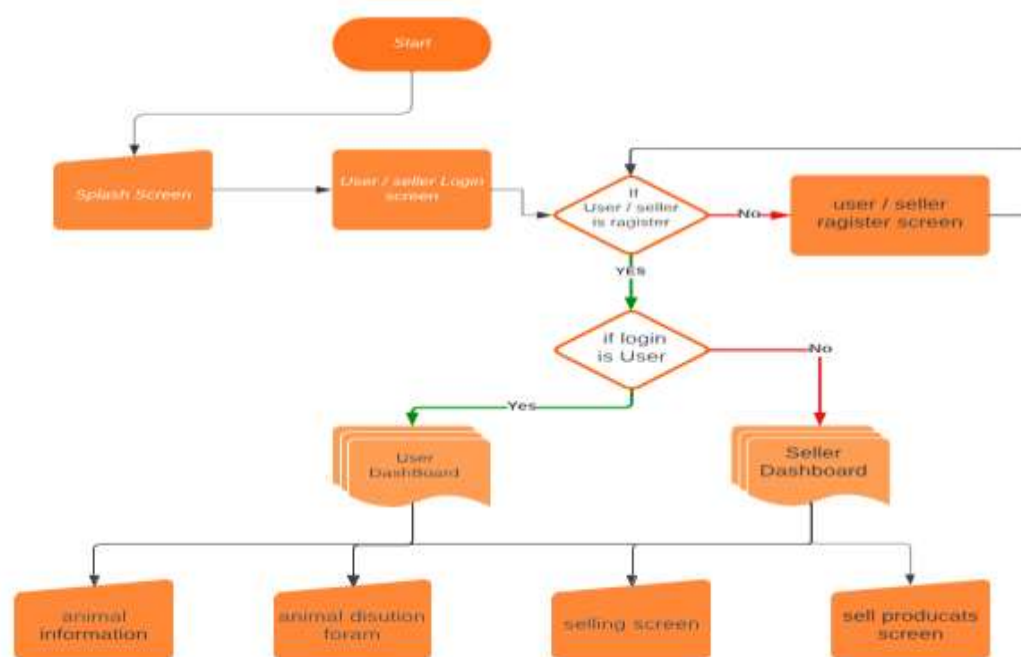 Start
Splash Screen
User / seller Login
screen
If
User / seller
is ragister
No
user / seller
ragister screen
YES
if login
is User
No
Yes
User
DashBoard
Seller
Dashboard
animal
information
animal disution
foram
selling screen
sell producats
screen